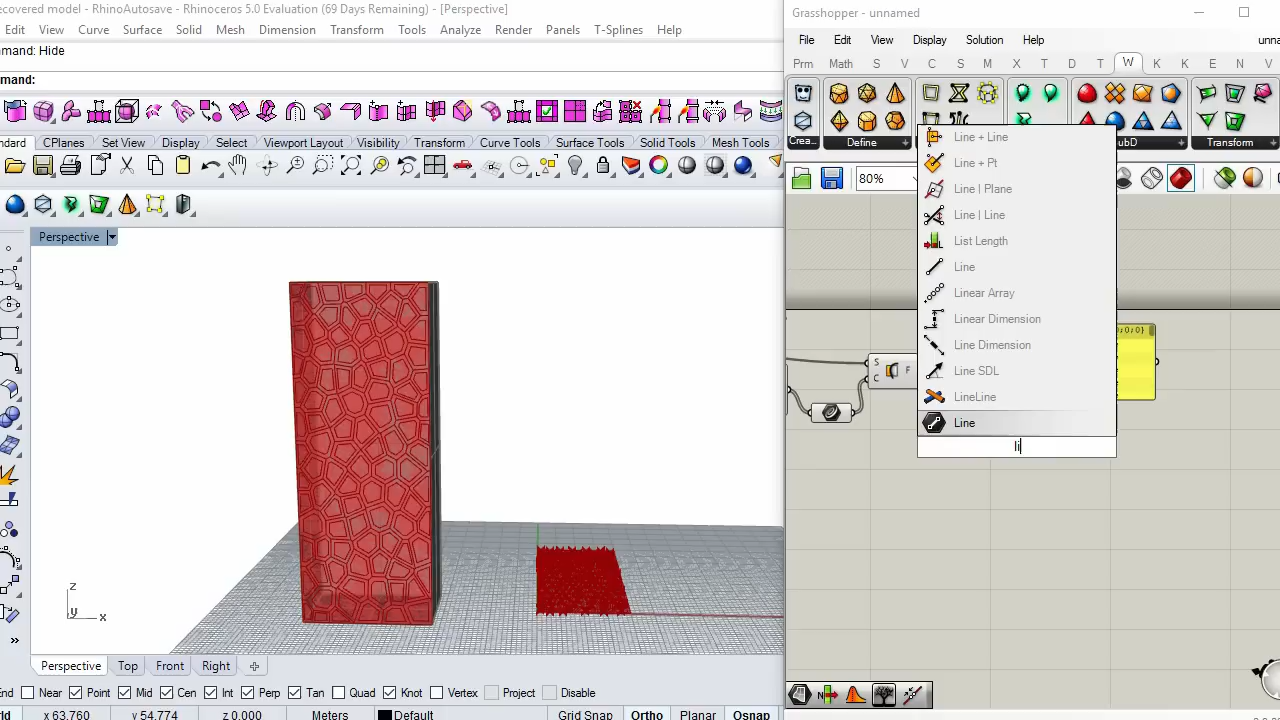 ecovered model - RhinoAutosave - Rhinoceros 5.0 Evaluation (69 Days Remaining) - [Perspective]
Edit View Curve Surface Solid Mesh Dimension Transform Tools Analyze Render Panels T-Splines Help
mand: Hide
mand:
ndard CPlanes Set View Display Select Viewport Layout Visibility Transform Curve Tools Surface Tools Solid Tools Mesh Tools
Perspective
z
y
x
Perspective Top Front Right
End Near Point Mid Cen Int Perp Tan Quad Knot Vertex Project Disable
x 63.760 y 54.774 z 0.000 Meters Default Grid Snap Ortho Planar Osnap
Grasshopper - unnamed
File Edit View Display Solution Help unna
Prm Math S V C S M X T D T W K K E N V
Crea... Define ubD Transform
80%
Line + Line
Line + Pt
Line | Plane
Line | Line
List Length
Line
Linear Array
Linear Dimension
Line Dimension
Line SDL
LineLine
Line
li
S
C
F
;0;0}